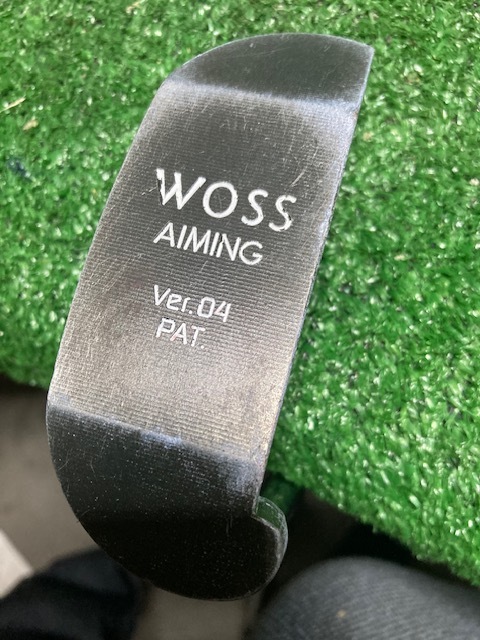 WOSS
AIMING
Ver.04
PAT.